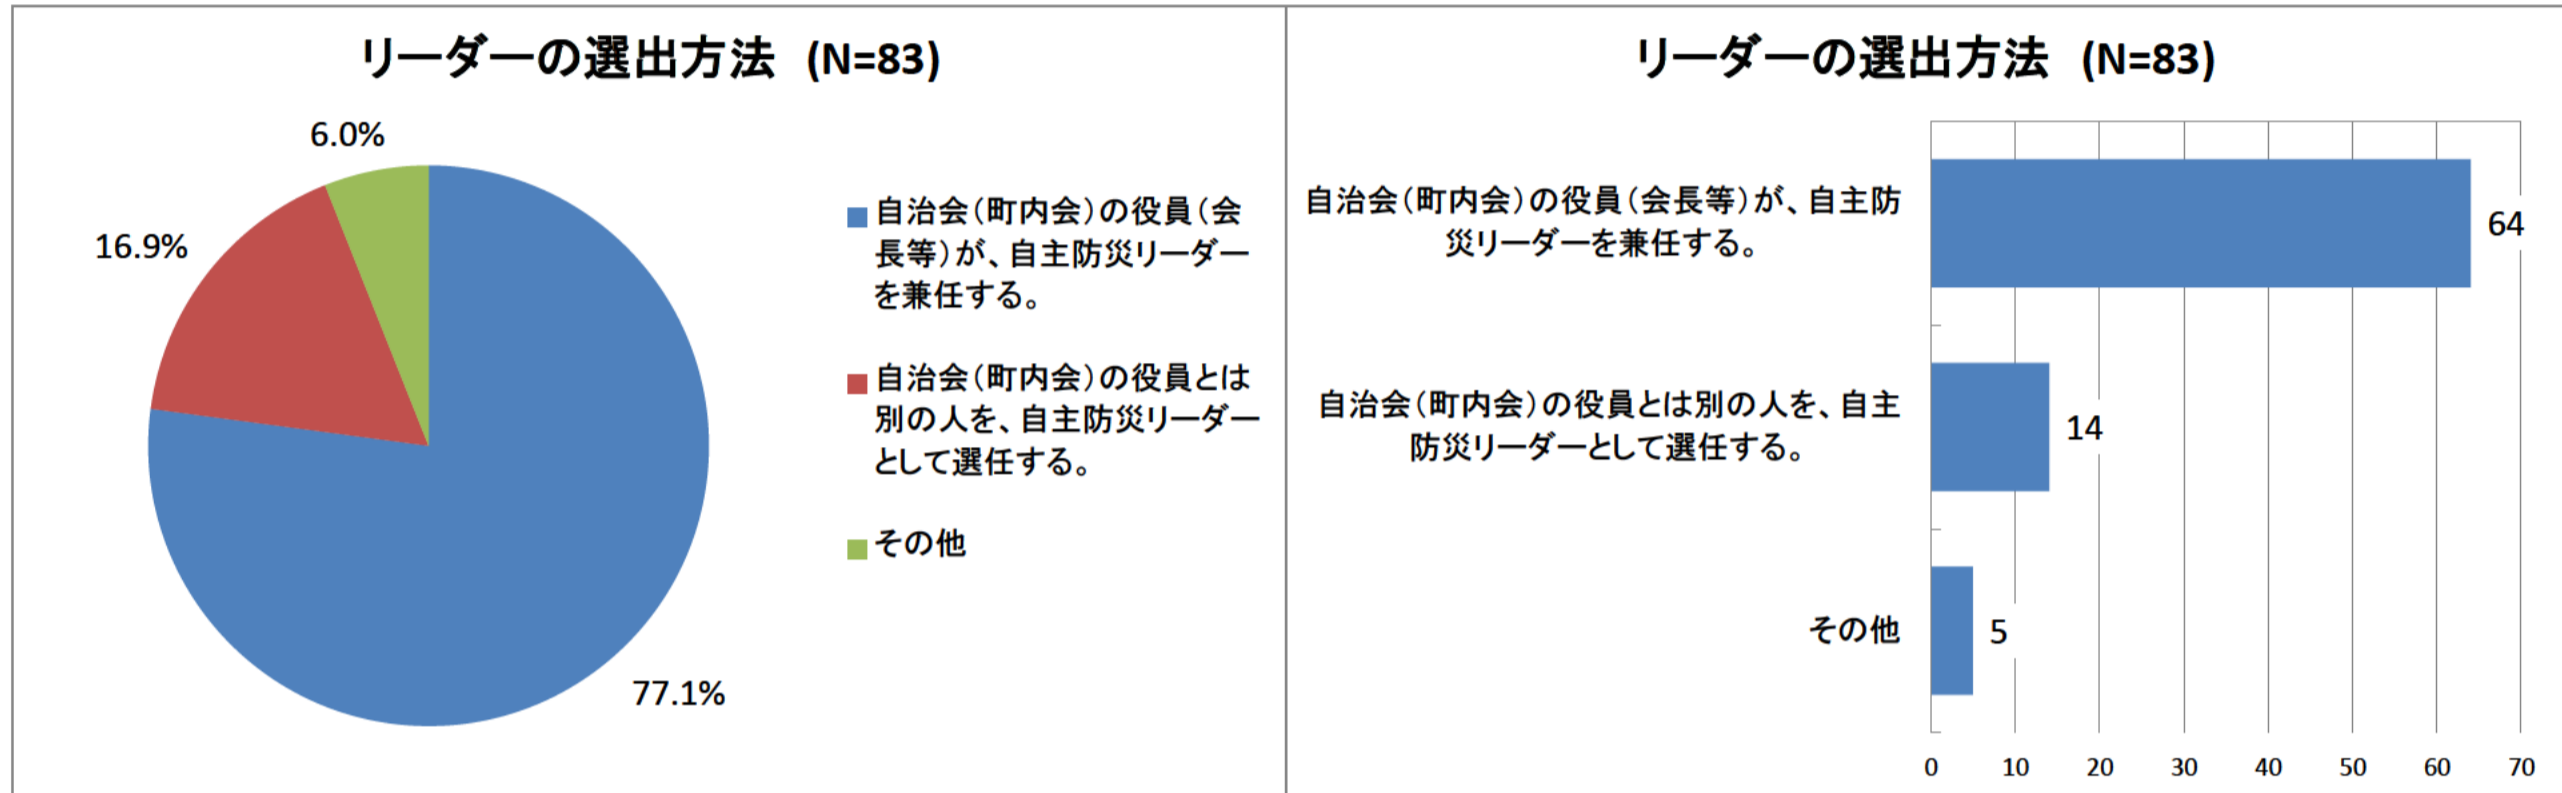 リーダーの選出方法 (N=83)
6.0%
16.9%
77.1%
自治会（町内会）の役員（会
長等）が、自主防災リーダー
を兼任する。
自治会（町内会）の役員とは
別の人を、自主防災リーダー
として選任する。
その他
リーダーの選出方法 (N=83)
自治会（町内会）の役員（会長等）が、自主防
災リーダーを兼任する。
64
自治会（町内会）の役員とは別の人を、自主
防災リーダーとして選任する。
14
その他
5
0 10 20 30 40 50 60 70